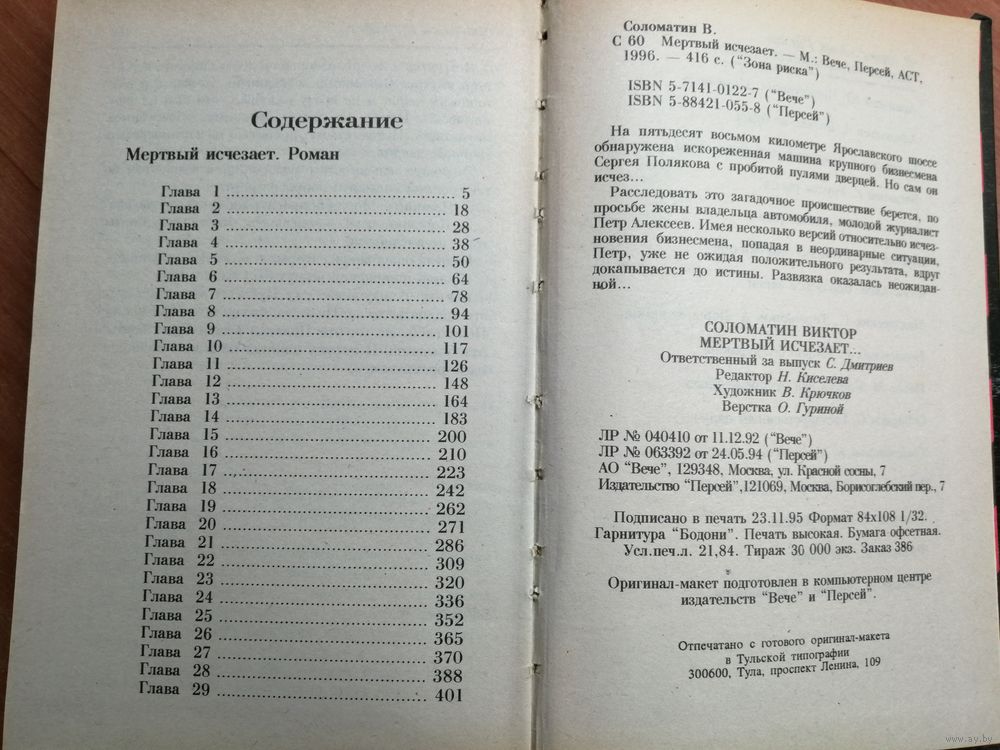 Содержание
Мертвый исчезает. Роман
Глава 1 ........ 5
Глава 2 ........ 18
Глава 3 ........ 28
Глава 4 ........ 38
Глава 5 ........ 50
Глава 6 ........ 64
Глава 7 ........ 78
Глава 8 ........ 94
Глава 9 ........ 101
Глава 10 ........ 117
Глава 11 ........ 126
Глава 12 ........ 148
Глава 13 ........ 164
Глава 14 ........ 183
Глава 15 ........ 200
Глава 16 ........ 210
Глава 17 ........ 223
Глава 18 ........ 242
Глава 19 ........ 262
Глава 20 ........ 271
Глава 21 ........ 286
Глава 22 ........ 309
Глава 23 ........ 320
Глава 24 ........ 336
Глава 25 ........ 352
Глава 26 ........ 365
Глава 27 ........ 370
Глава 28 ........ 388
Глава 29 ........ 401
Соломатин В.
С 60 Мертвый исчезает. — М.: Вече, Персей, АСТ,
1996. — 416 с. ("Зона риска")
ISBN 5-7141-0122-7 ("Вече")
ISBN 5-88421-055-8 ("Персей")
На пятьдесят восьмом километре Ярославского шоссе
обнаружена искореженная машина крупного бизнесмена
Сергея Полякова с пробитой пулями дверцей. Но сам он
исчез...
Расследовать это загадочное происшествие берется, по
просьбе жены владельца автомобиля, молодой журналист
Петр Алексеев. Имея несколько версий относительно исчез-
новения бизнесмена, попадая в неординарные ситуации,
Петр, уже не ожидая положительного результата, вдруг
докапывается до истины. Развязка оказалась неожидан-
ной...
СОЛОМАТИН ВИКТОР
МЕРТВЫЙ ИСЧЕЗАЕТ...
Ответственный за выпуск С. Дмитриев
Редактор Н. Киселева
Художник В. Крючков
Верстка О. Гуриной
ЛР № 040410 от 11.12.92 ("Вече")
ЛР № 063392 от 24.05.94 ("Персей")
АО "Вече", 129348, Москва, ул. Красной сосны, 7
Издательство "Персей",121069, Москва, Борисоглебский пер., 7
Подписано в печать 23.11.95 Формат 84х108 1/32.
Гарнитура "Бодони". Печать высокая. Бумага офсетная.
Усл.печ.л. 21,84. Тираж 30 000 экз. Заказ 386
Оригинал-макет подготовлен в компьютерном центре
издательств "Вече" и "Персей".
Отпечатано с готового оригинал-макета
в Тульской типографии
300600, Тула, проспект Ленина, 109
www.ay.by